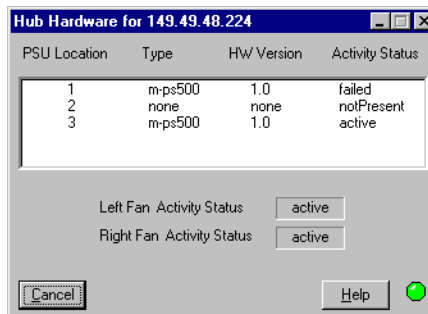 Hub Hardware for 149.49.48.224
PSU Location Type HW Version Activity Status
1 m-ps500 1.0 failed
2 none none notPresent
3 m-ps500 1.0 active
Left Fan Activity Status active
Right Fan Activity Status active
Cancel Help